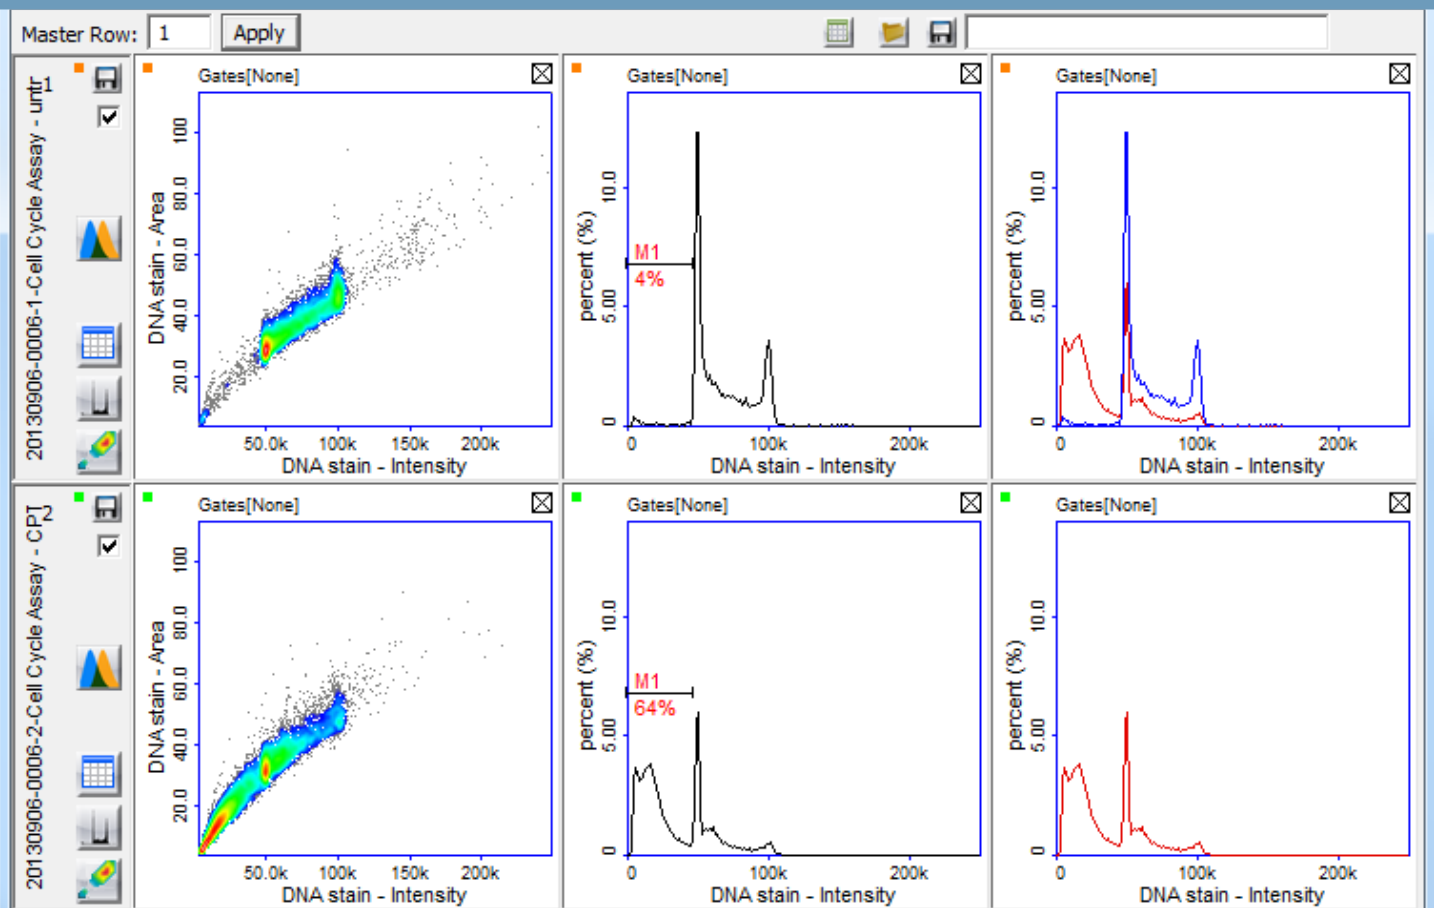 Master Row: 1 Apply
20130906-0006-1-Cell Cycle Assay - untr
1
Gates[None]
DNA stain - Area
100
80.0
60.0
40.0
20.0
50.0k 100k 150k 200k
DNA stain - Intensity
Gates[None]
percent (%)
10.0
5.00
0
M1
4%
0 100k 200k
DNA stain - Intensity
Gates[None]
percent (%)
10.0
5.00
0
0 100k 200k
DNA stain - Intensity
20130906-0006-2-Cell Cycle Assay - CPT
2
Gates[None]
DNA stain - Area
100
80.0
60.0
40.0
20.0
50.0k 100k 150k 200k
DNA stain - Intensity
Gates[None]
percent (%)
10.0
5.00
0
M1
64%
0 100k 200k
DNA stain - Intensity
Gates[None]
percent (%)
10.0
5.00
0
0 100k 200k
DNA stain - Intensity